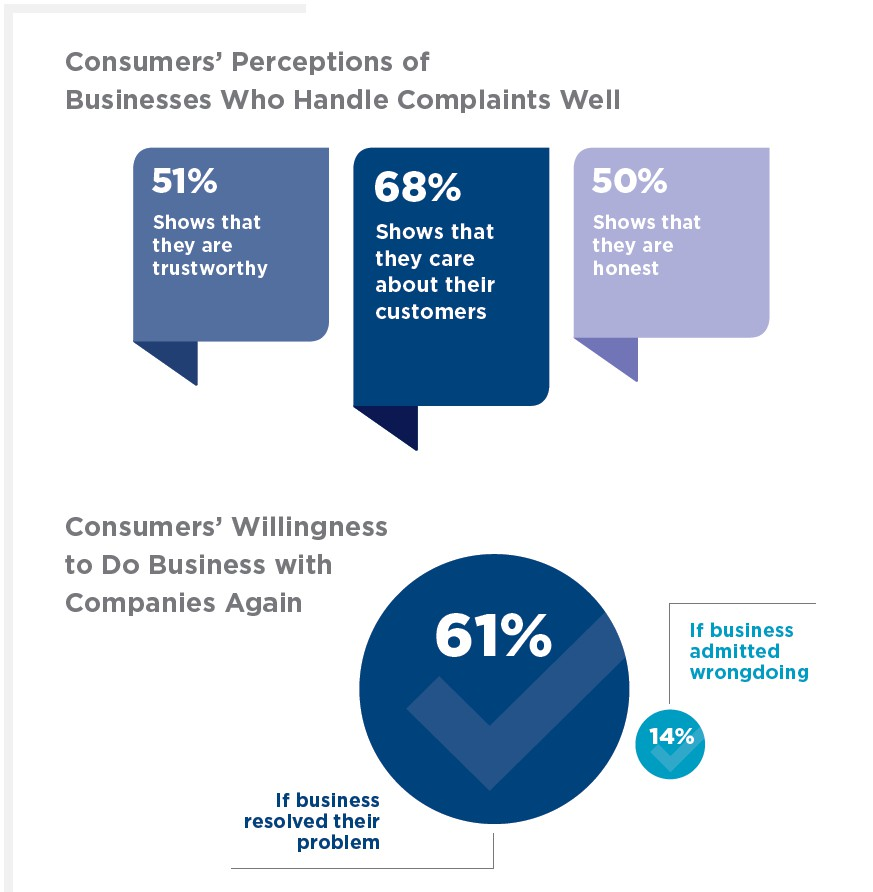 Consumers’ Perceptions of
Businesses Who Handle Complaints Well
51%
Shows that
they are
trustworthy
68%
Shows that
they care
about their
customers
50%
Shows that
they are
honest
Consumers’ Willingness
to Do Business with
Companies Again
61%
If business
resolved their
problem
If business
admitted
wrongdoing
14%